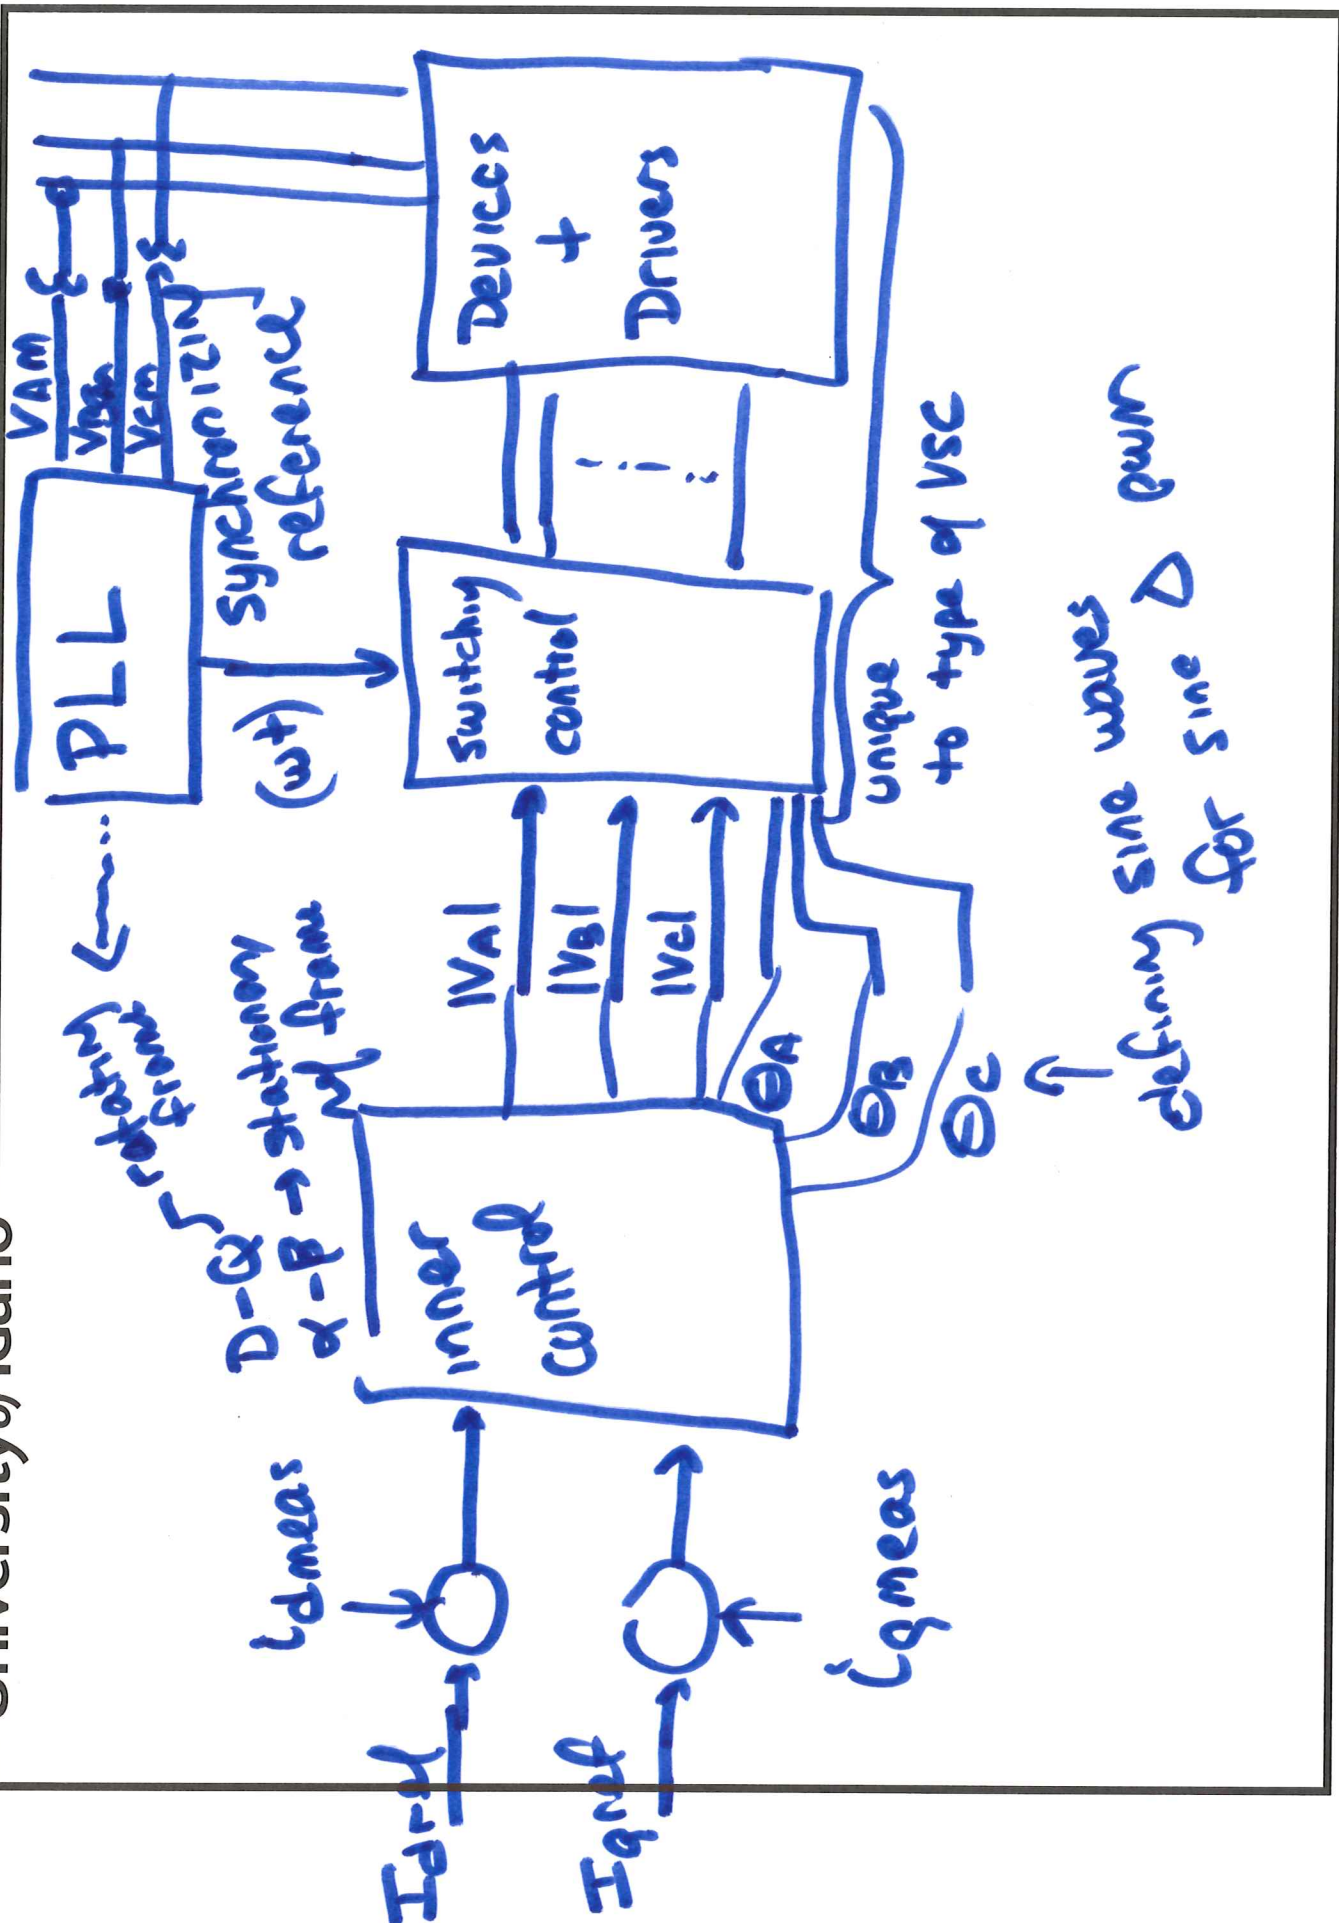 University of Idaho
PLL
VAM
VBM
VCM
synchronizing
reference
(ωt)
rotating
frame
D-Q
α-β → stationary
ref frame
Devices
+
Drivers
Switching
control
|VA|
|VB|
|VC|
ΘA
ΘB
ΘC
Inner
control
idmeas
Idref
Iqref
iqmeas
unique
to type of VSC
defining sine waves
for sine Δ pwm